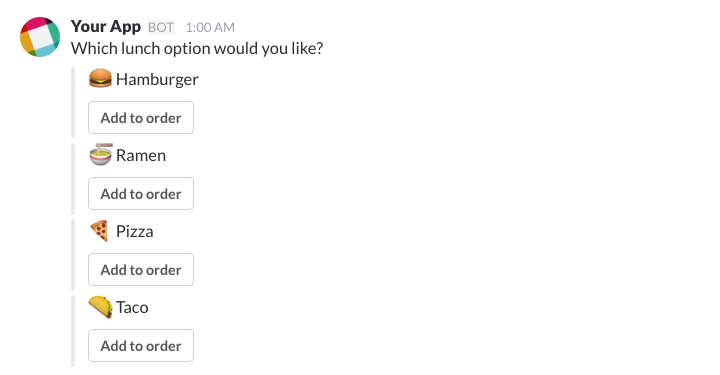 Your App BOT 1:00 AM
Which lunch option would you like?
Hamburger
Add to order
Ramen
Add to order
Pizza
Add to order
Taco
Add to order